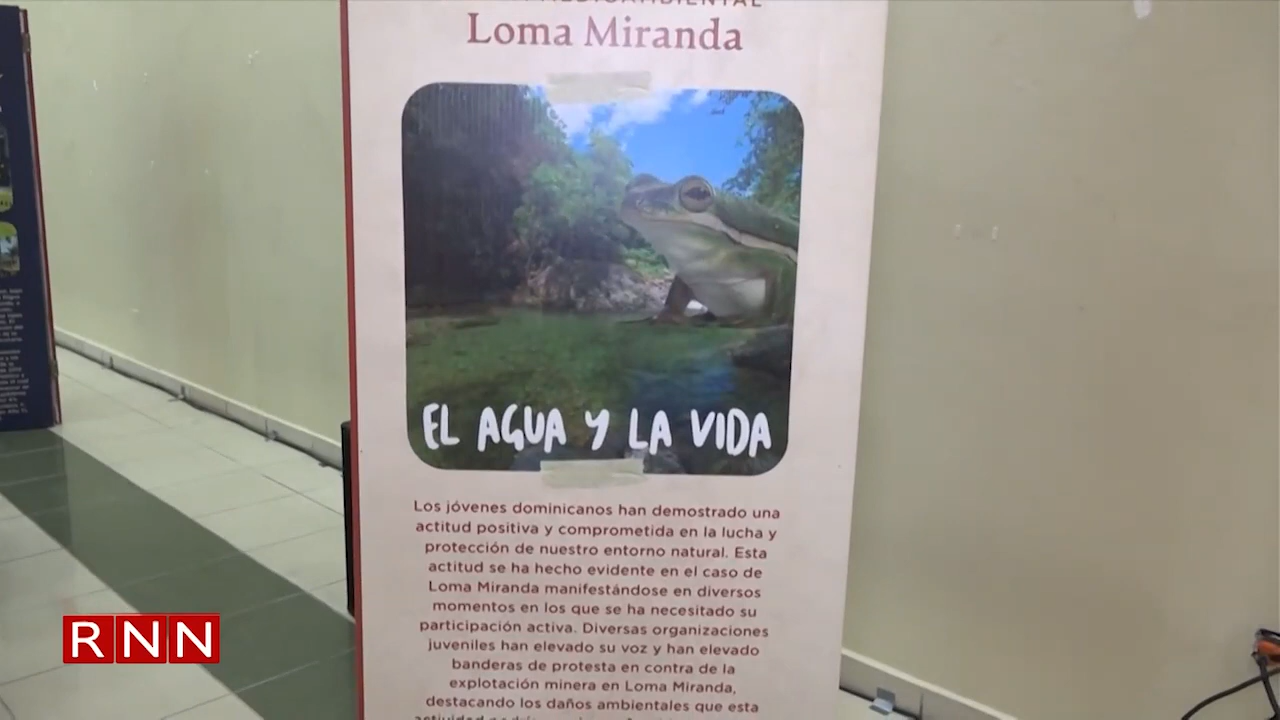 MEDIOAMBIENTAL
Loma Miranda
EL AGUA Y LA VIDA
Los jóvenes dominicanos han demostrado una
actitud positiva y comprometida en la lucha y
protección de nuestro entorno natural. Esta
actitud se ha hecho evidente en el caso de
Loma Miranda manifestándose en diversos
momentos en los que se ha necesitado su
participación activa. Diversas organizaciones
juveniles han elevado su voz y han elevado
banderas de protesta en contra de la
explotación minera en Loma Miranda,
destacando los daños ambientales que esta
RNN